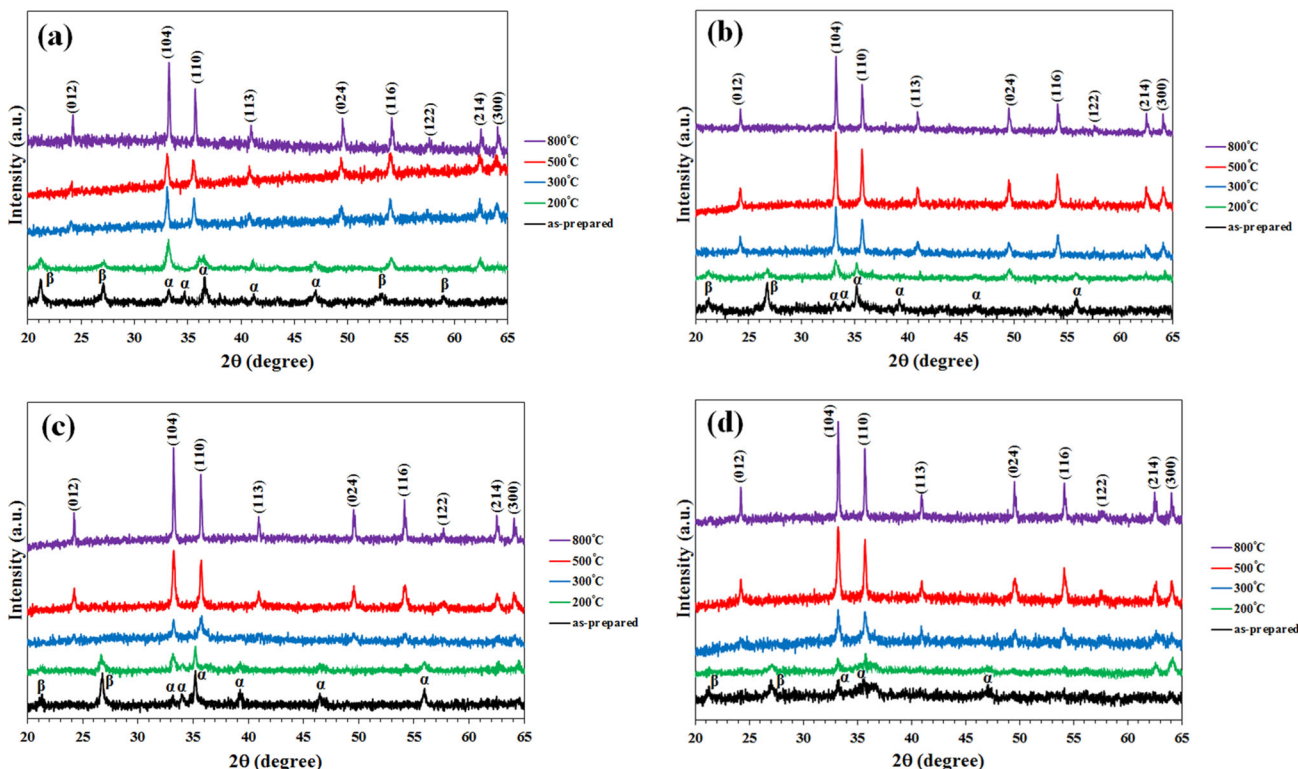 (a)
Intensity (a.u.)
(012)
(104)
(110)
(113)
(024)
(116)
(122)
(214)
(300)
800°C
500°C
300°C
200°C
as-prepared
β β α α α α α β β
20 25 30 35 40 45 50 55 60 65
2θ (degree)
(b)
Intensity (a.u.)
(012)
(104)
(110)
(113)
(024)
(116)
(122)
(214)
(300)
800°C
500°C
300°C
200°C
as-prepared
β β α α α α α α
20 25 30 35 40 45 50 55 60 65
2θ (degree)
(c)
Intensity (a.u.)
(012)
(104)
(110)
(113)
(024)
(116)
(122)
(214)
(300)
800°C
500°C
300°C
200°C
as-prepared
β β α α α α α α
20 25 30 35 40 45 50 55 60 65
2θ (degree)
(d)
Intensity (a.u.)
(012)
(104)
(110)
(113)
(024)
(116)
(122)
(214)
(300)
800°C
500°C
300°C
200°C
as-prepared
β β α α α
20 25 30 35 40 45 50 55 60 65
2θ (degree)